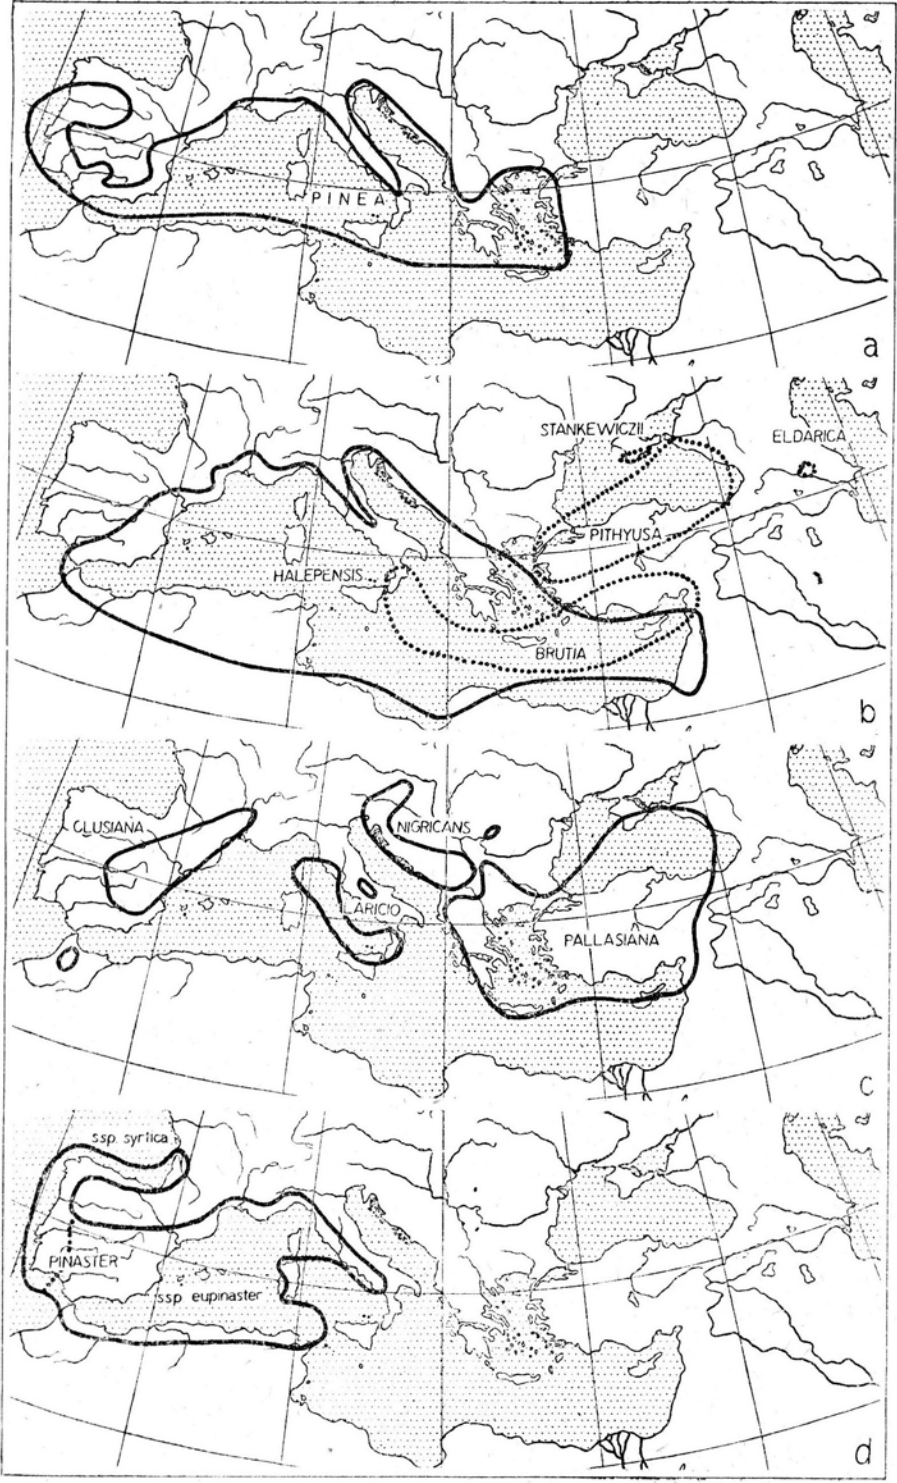 PINEA
a
STANKEWICZII
ELDARICA
PITHYUSA
HALEPENSIS
BRUTIA
b
CLUSIANA
NIGRICANS
LARICIO
PALLASIANA
c
ssp. syrtica
PINASTER
ssp eupinaster
d